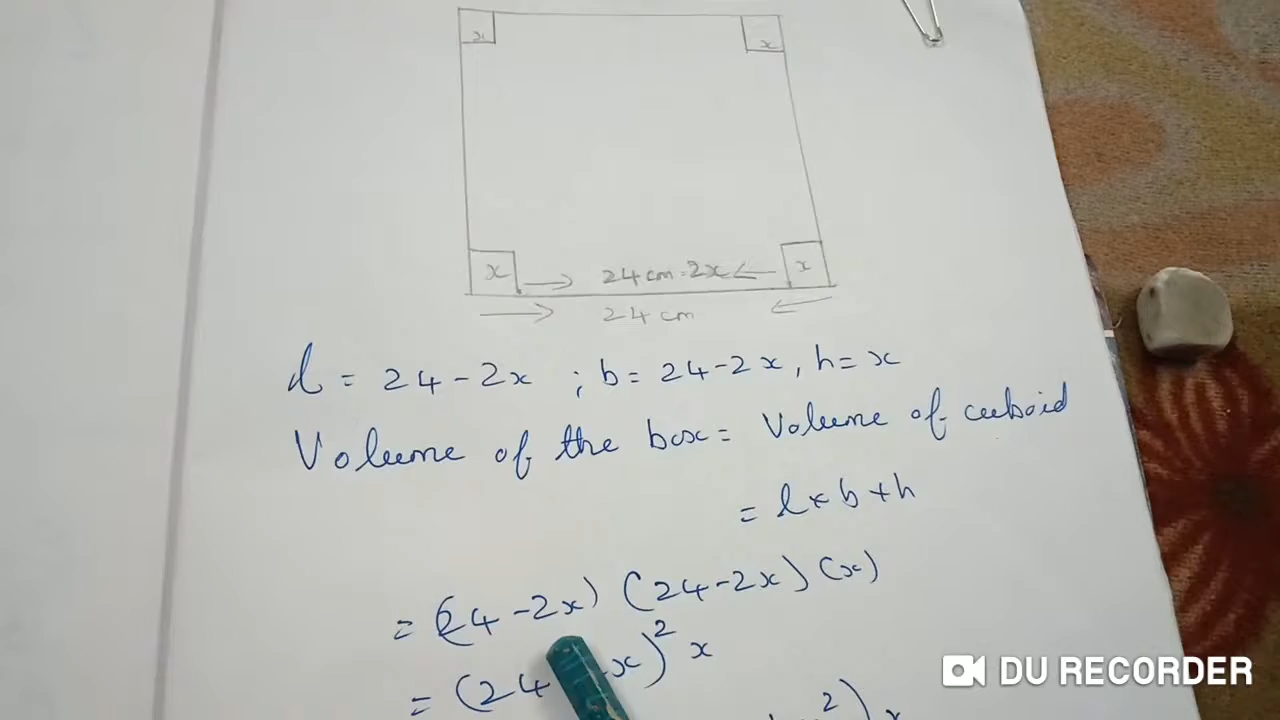 x x
x 24 cm-2x x
24 cm
l = 24-2x ; b = 24-2x, h = x
Volume of the box = Volume of cuboid
= l × b + h
= (24-2x) (24-2x) (x)
= (24 x)² x
²) x
DU RECORDER